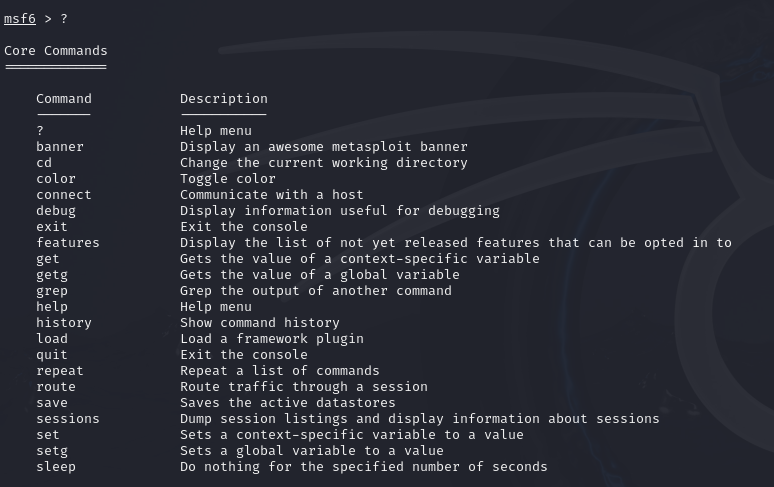 msf6 > ?
Core Commands
=============
Command Description
------- -----------
? Help menu
banner Display an awesome metasploit banner
cd Change the current working directory
color Toggle color
connect Communicate with a host
debug Display information useful for debugging
exit Exit the console
features Display the list of not yet released features that can be opted in to
get Gets the value of a context-specific variable
getg Gets the value of a global variable
grep Grep the output of another command
help Help menu
history Show command history
load Load a framework plugin
quit Exit the console
repeat Repeat a list of commands
route Route traffic through a session
save Saves the active datastores
sessions Dump session listings and display information about sessions
set Sets a context-specific variable to a value
setg Sets a global variable to a value
sleep Do nothing for the specified number of seconds